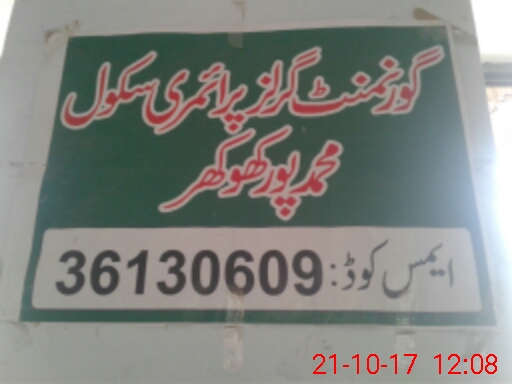 گورنمنٹ گرلز پرائمری سکول
محمد پور کھوکھر
ایمس کوڈ: 36130609
21-10-17 12:08